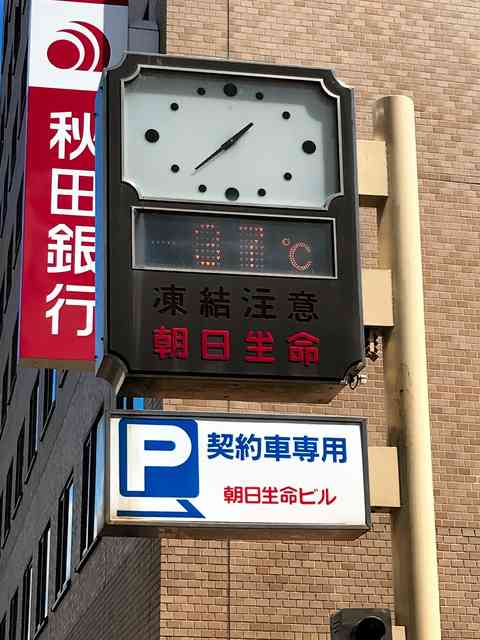 秋田銀行
°C
凍結注意
朝日生命
P 契約車専用
朝日生命ビル